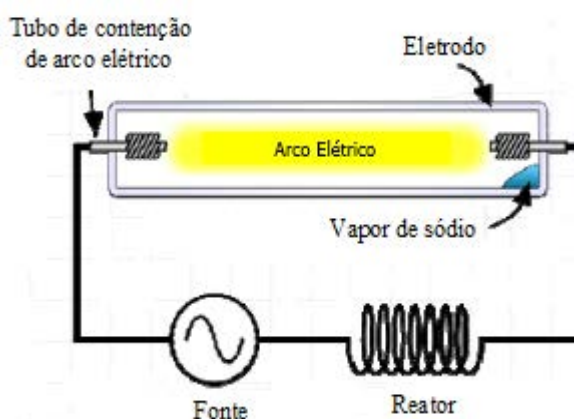 Tubo de contenção
de arco elétrico
Eletrodo
Arco Elétrico
Vapor de sódio
Fonte
Reator